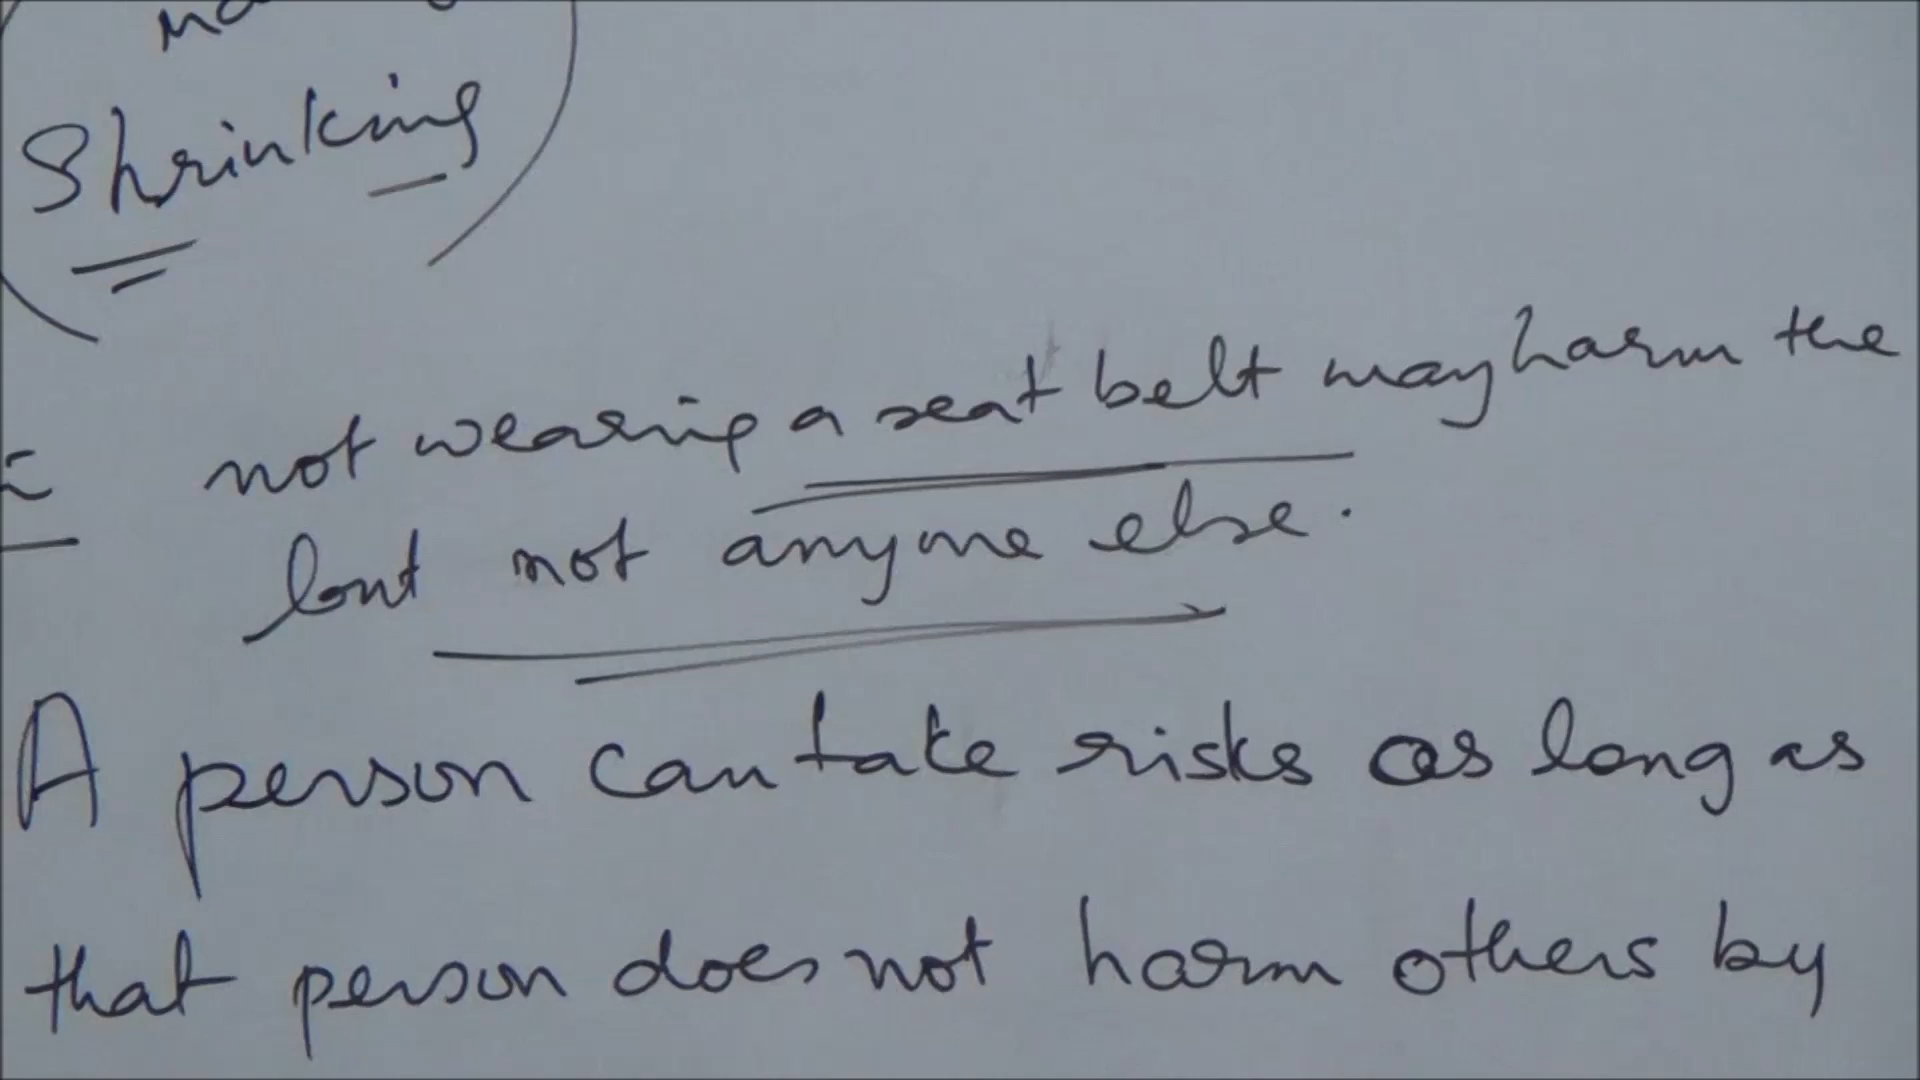 Shrinking
not wearing a seat belt may harm the
but not anyone else.
A person can take risks as long as
that person does not harm others by